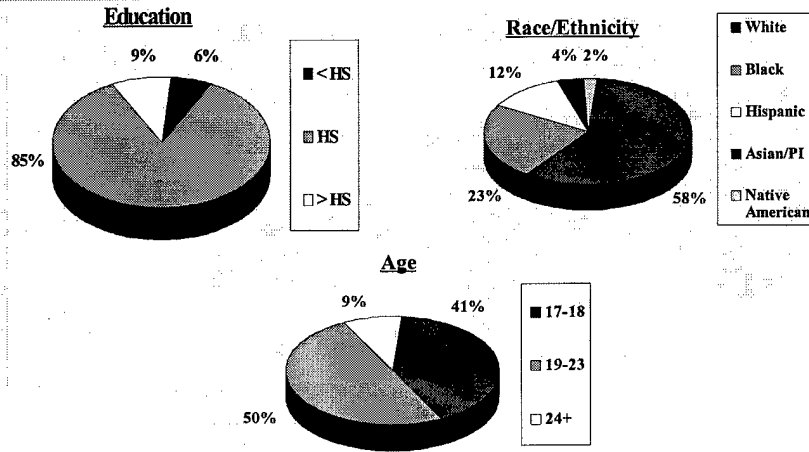 Education
9%
6%
85%
< HS
HS
> HS
Race/Ethnicity
12%
4%
2%
23%
58%
White
Black
Hispanic
Asian/PI
Native
American
Age
9%
41%
50%
17-18
19-23
24+